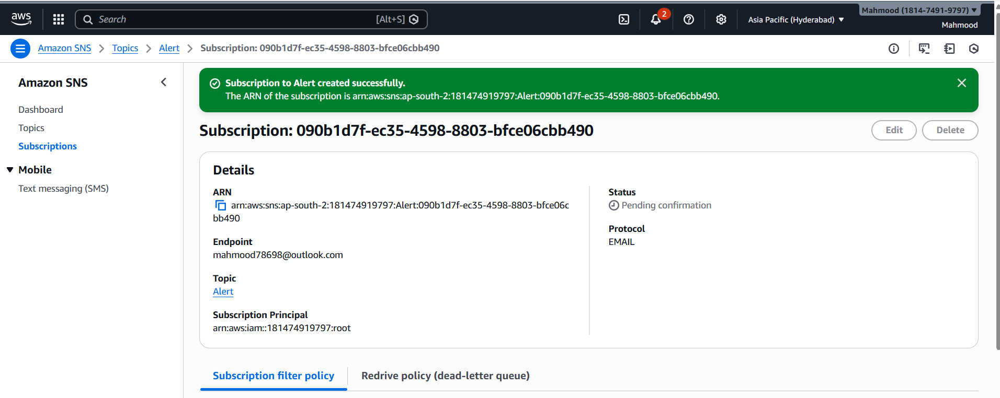 aws
Search
[Alt+S]
2
Asia Pacific (Hyderabad)
Mahmood (1814-7491-9797)
Mahmood
Amazon SNS
Topics
Alert
Subscription: 090b1d7f-ec35-4598-8803-bfce06cbb490
Amazon SNS
Dashboard
Topics
Subscriptions
Mobile
Text messaging (SMS)
Subscription to Alert created successfully.
The ARN of the subscription is arn:aws:sns:ap-south-2:181474919797:Alert:090b1d7f-ec35-4598-8803-bfce06cbb490.
Subscription: 090b1d7f-ec35-4598-8803-bfce06cbb490
Edit
Delete
Details
ARN
arn:aws:sns:ap-south-2:181474919797:Alert:090b1d7f-ec35-4598-8803-bfce06c
bb490
Endpoint
mahmood78698@outlook.com
Topic
Alert
Subscription Principal
arn:aws:iam::181474919797:root
Status
Pending confirmation
Protocol
EMAIL
Subscription filter policy
Redrive policy (dead-letter queue)